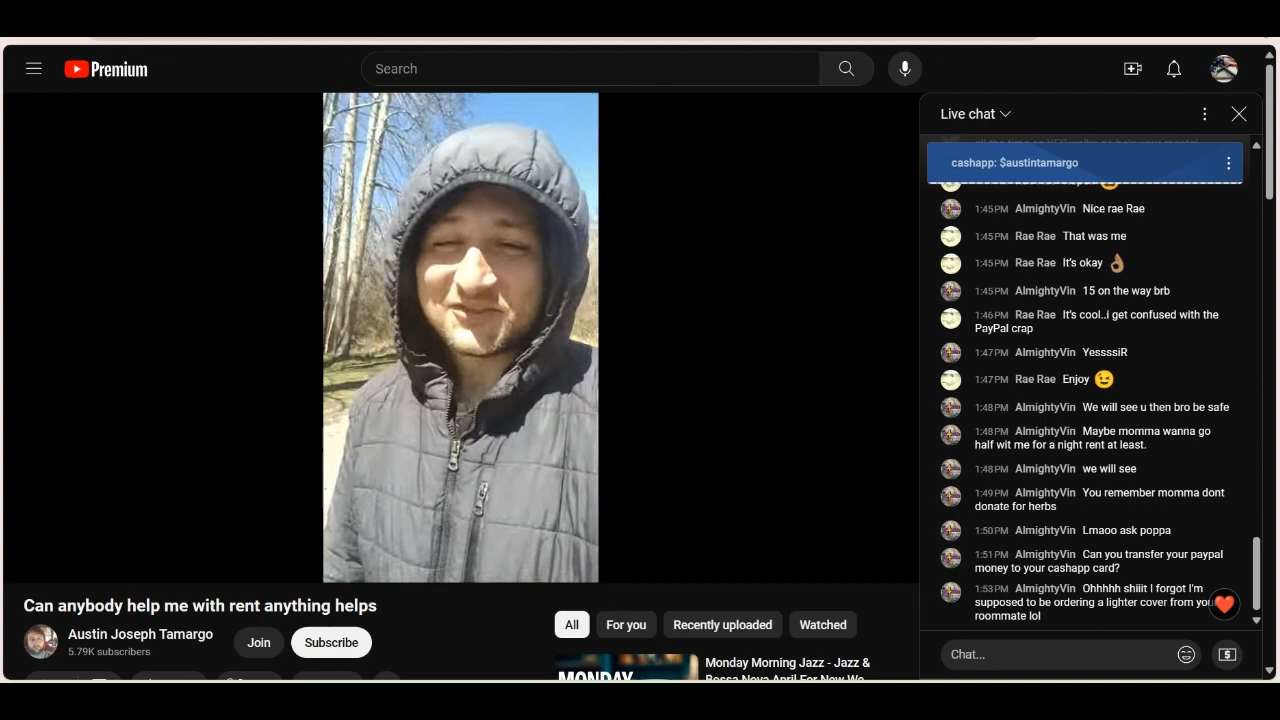 Premium
Search
Live chat
cashapp: $austintamargo
1:45 PM AlmightyVin Nice rae Rae
1:45 PM Rae Rae That was me
1:45 PM Rae Rae It's okay 👌🏽
1:45 PM AlmightyVin 15 on the way brb
1:46 PM Rae Rae It's cool..i get confused with the
PayPal crap
1:47 PM AlmightyVin YessssiR
1:47 PM Rae Rae Enjoy 😉
1:48 PM AlmightyVin We will see u then bro be safe
1:48 PM AlmightyVin Maybe momma wanna go
half wit me for a night rent at least.
1:48 PM AlmightyVin we will see
1:49 PM AlmightyVin You remember momma dont
donate for herbs
1:50 PM AlmightyVin Lmaoo ask poppa
1:51 PM AlmightyVin Can you transfer your paypal
money to your cashapp card?
1:53 PM AlmightyVin Ohhhhh shiiit I forgot I'm
supposed to be ordering a lighter cover from
roommate lol
Chat...
Can anybody help me with rent anything helps
Austin Joseph Tamargo
5.79K subscribers
Join
Subscribe
All
For you
Recently uploaded
Watched
Monday Morning Jazz - Jazz &